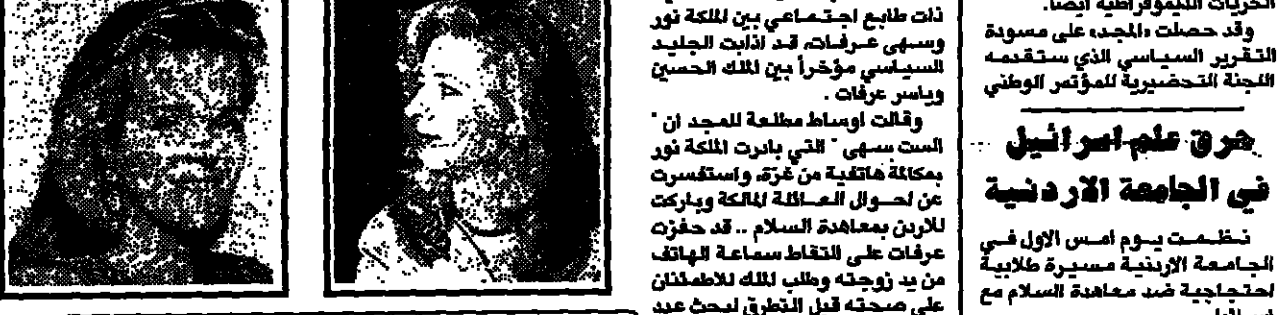 الحريات الديموقراطية ايضا.
وقد حصلت «المجد» على مسودة
التقرير السياسي الذي ستقدمه
اللجنة التحضيرية للمؤتمر الوطني
حرق علم اسرائيل
في الجامعة الاردنية
نظمت يوم امس الاول في
الجامعة الاردنية مسيرة طلابية
احتجاجية ضد معاهدة السلام مع
ذات طابع اجتماعي بين الملكة نور
وسهى عرفات، قد اذابت الجليد
السياسي مؤخراً بين الملك الحسين
وياسر عرفات .
وقالت اوساط مطلعة للمجد ان "
الست سهى " التي بادرت الملكة نور
بمكالمة هاتفية من غزة، واستفسرت
عن احوال العائلة المالكة وباركت
للاردن بمعاهدة السلام .. قد حفزت
عرفات على التقاط سماعة الهاتف
من يد زوجته وطلب الملك للاطمئنان
على صحته قبل التطرق لبحث عدد